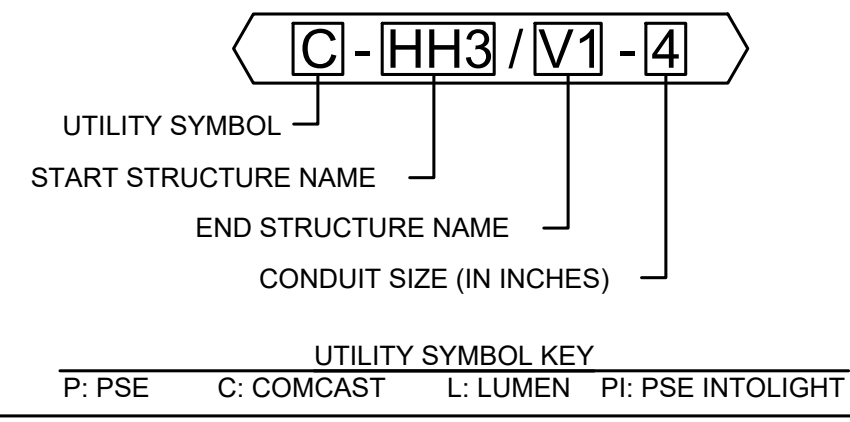 C - HH3 / V1 - 4
UTILITY SYMBOL
START STRUCTURE NAME
END STRUCTURE NAME
CONDUIT SIZE (IN INCHES)
UTILITY SYMBOL KEY
P: PSE C: COMCAST L: LUMEN PI: PSE INTOLIGHT